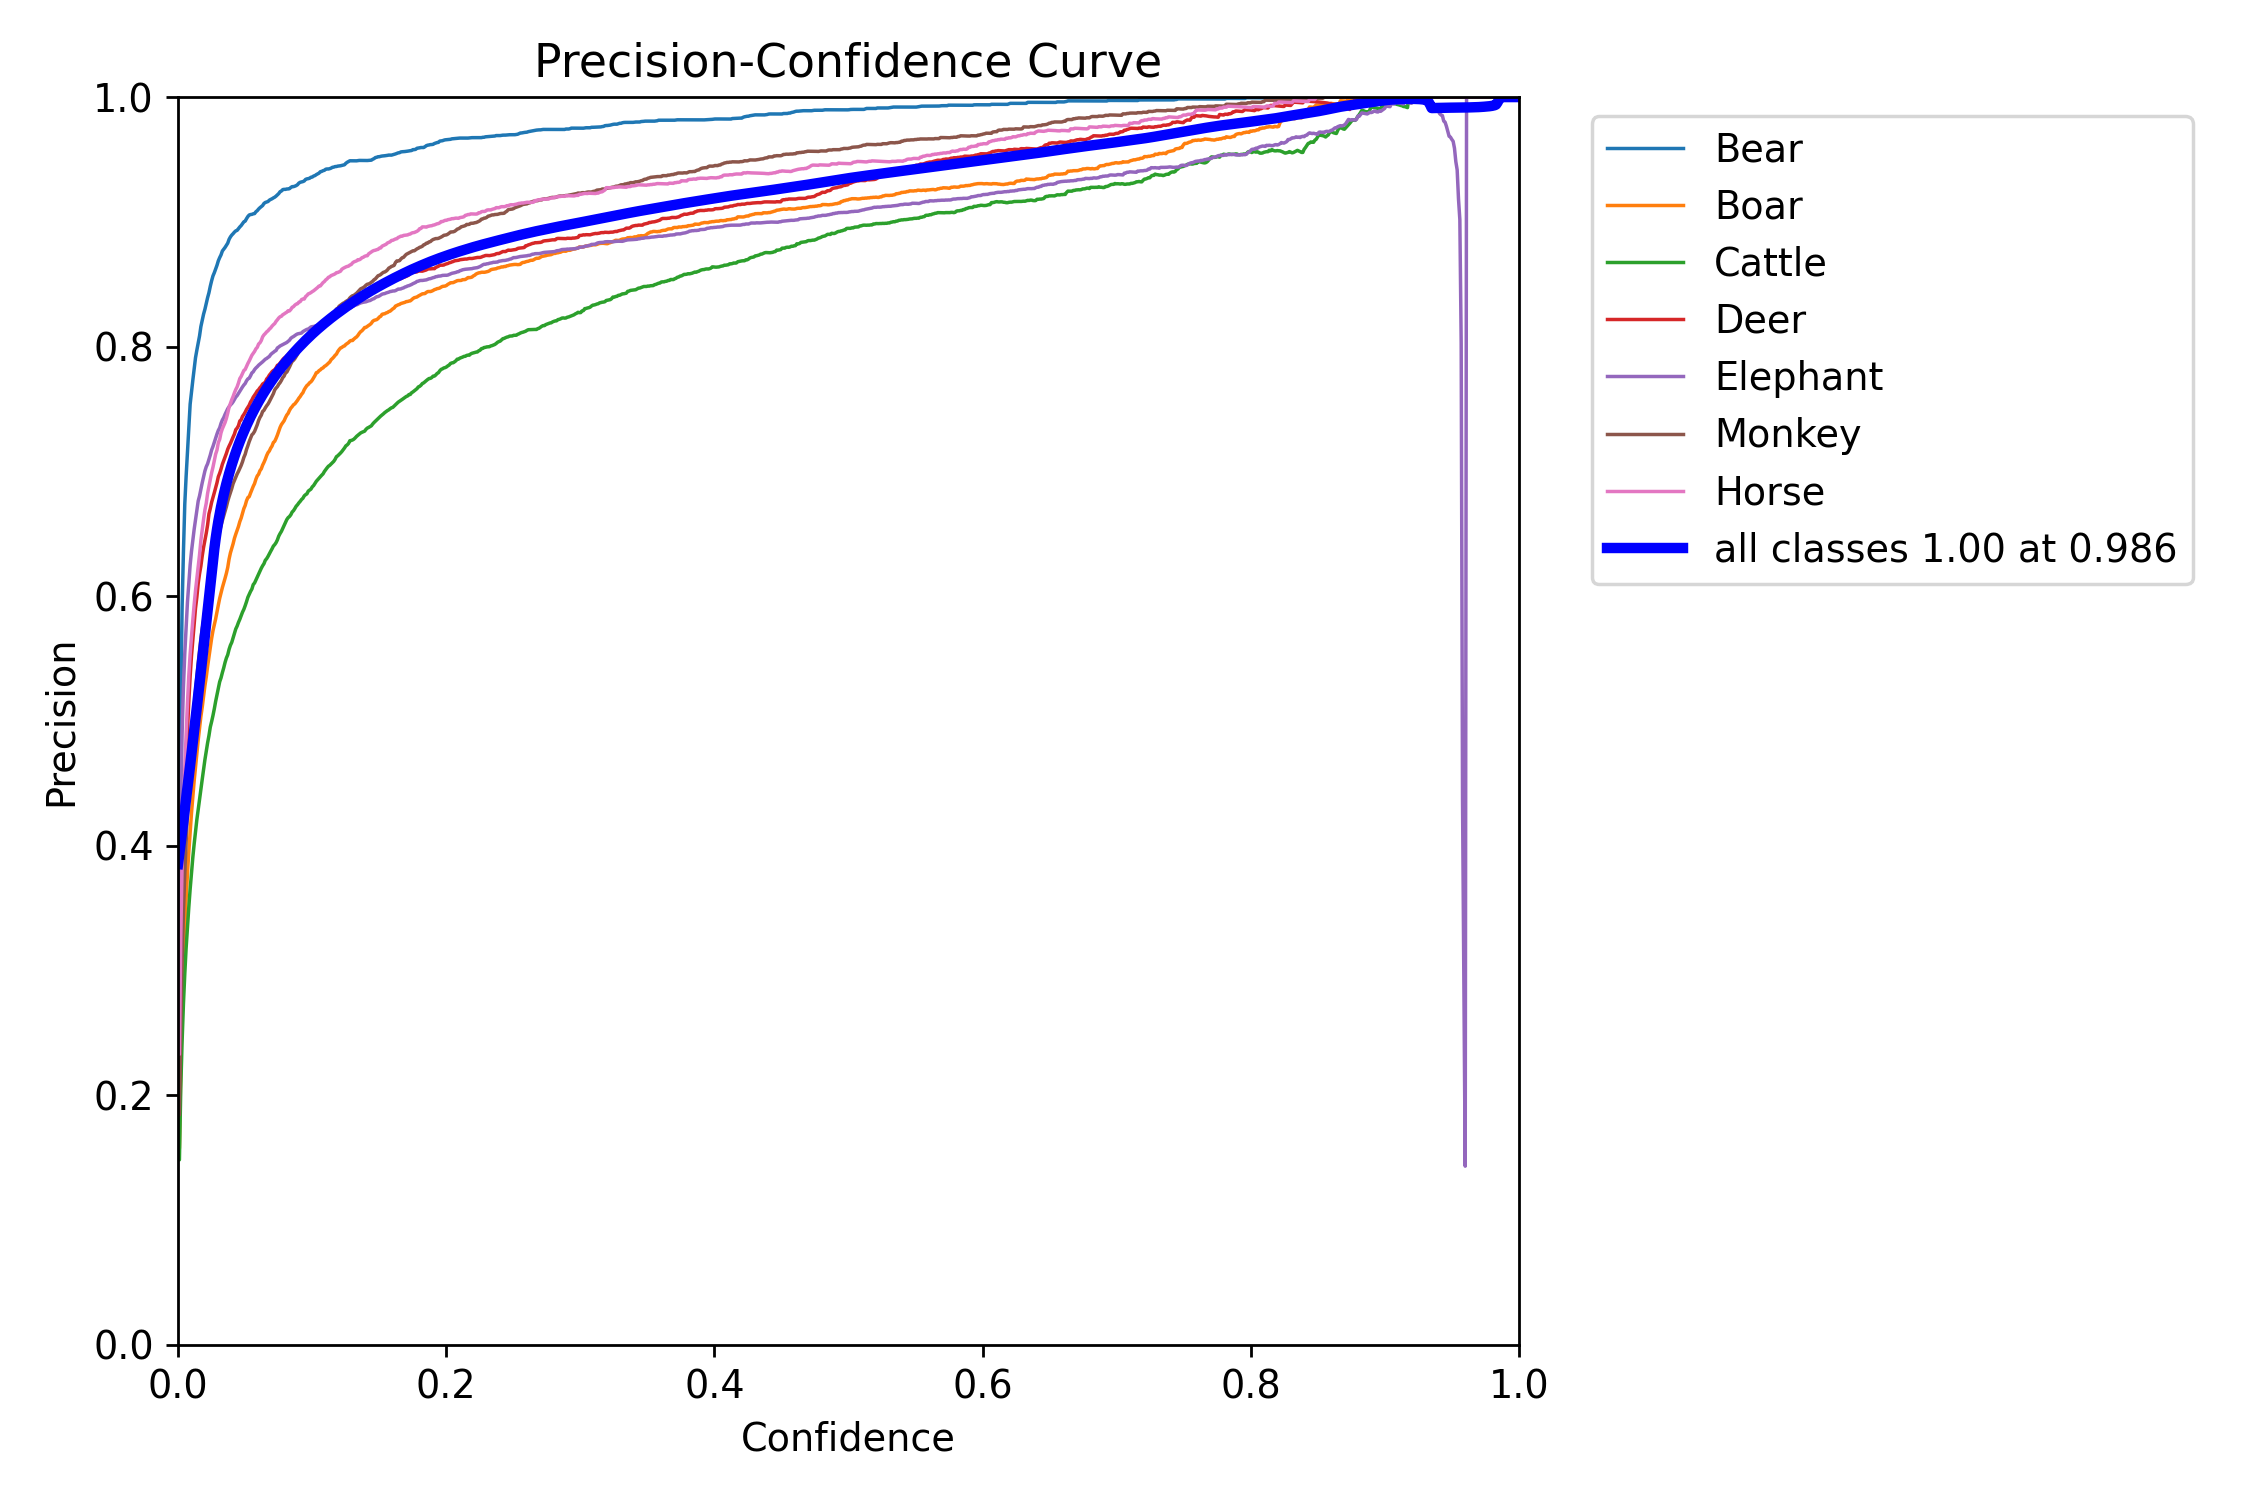 Precision-Confidence Curve
1.0
0.8
0.6
0.4
0.2
0.0
Precision
0.0 0.2 0.4 0.6 0.8 1.0
Confidence
Bear
Boar
Cattle
Deer
Elephant
Monkey
Horse
all classes 1.00 at 0.986